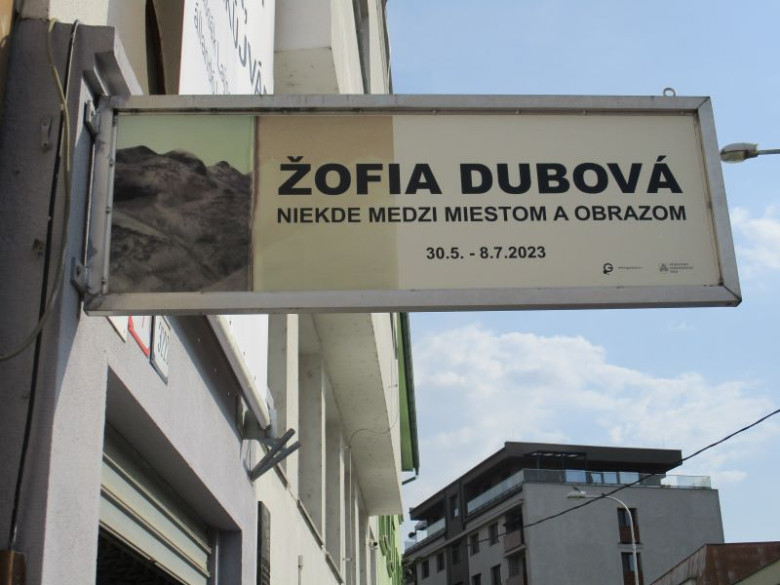 ŽOFIA DUBOVÁ
NIEKDE MEDZI MIESTOM A OBRAZOM
30.5. - 8.7.2023